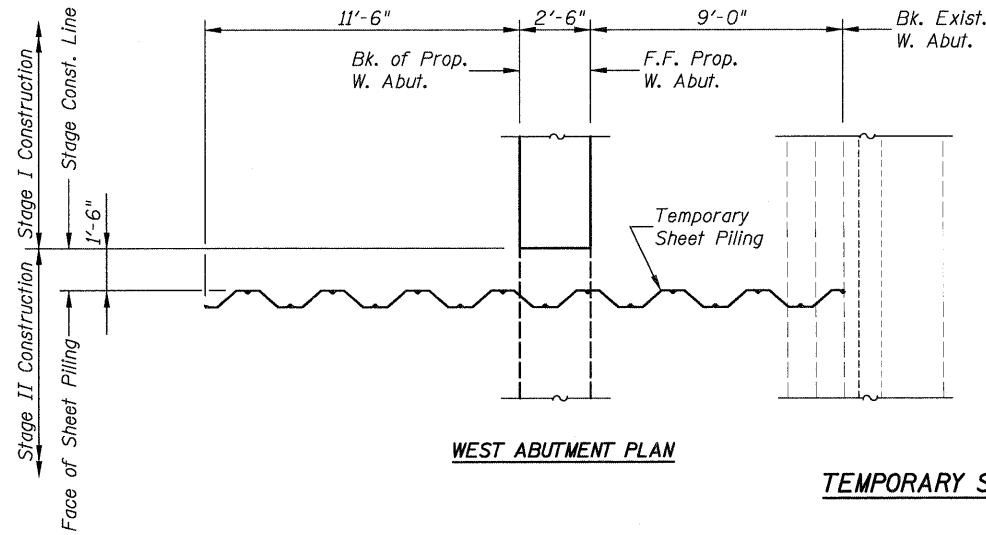 11'-6"
2'-6"
9'-0"
Bk. Exist.
W. Abut.
Bk. of Prop.
W. Abut.
F.F. Prop.
W. Abut.
Stage I Construction
Stage Const. Line
1'-6"
Temporary
Sheet Piling
Stage II Construction
Face of Sheet Piling
WEST ABUTMENT PLAN
TEMPORARY S